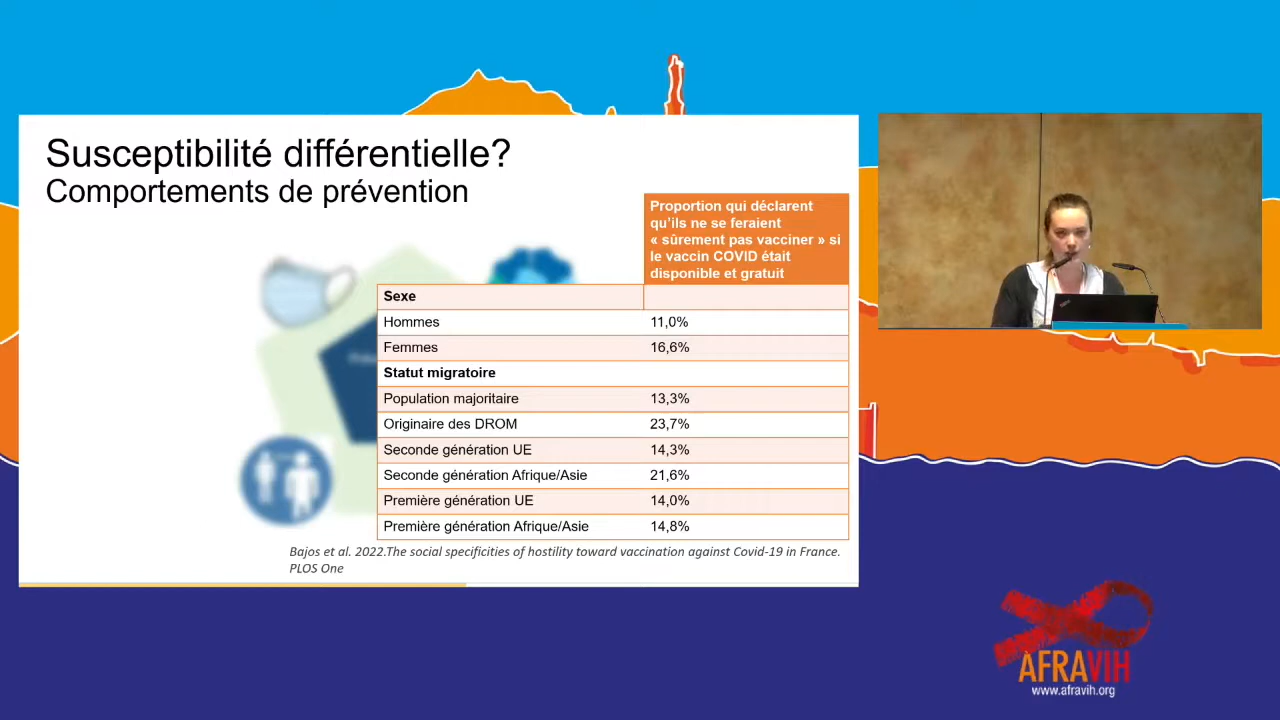 Susceptibilité différentielle?
Comportements de prévention
Proportion qui déclarent
qu'ils ne se feraient
« sûrement pas vacciner » si
le vaccin COVID était
disponible et gratuit
Sexe
Hommes 11,0%
Femmes 16,6%
Statut migratoire
Population majoritaire 13,3%
Originaire des DROM 23,7%
Seconde génération UE 14,3%
Seconde génération Afrique/Asie 21,6%
Première génération UE 14,0%
Première génération Afrique/Asie 14,8%
Bajos et al. 2022.The social specificities of hostility toward vaccination against Covid-19 in France.
PLOS One
AFRAVIH
www.afravih.org